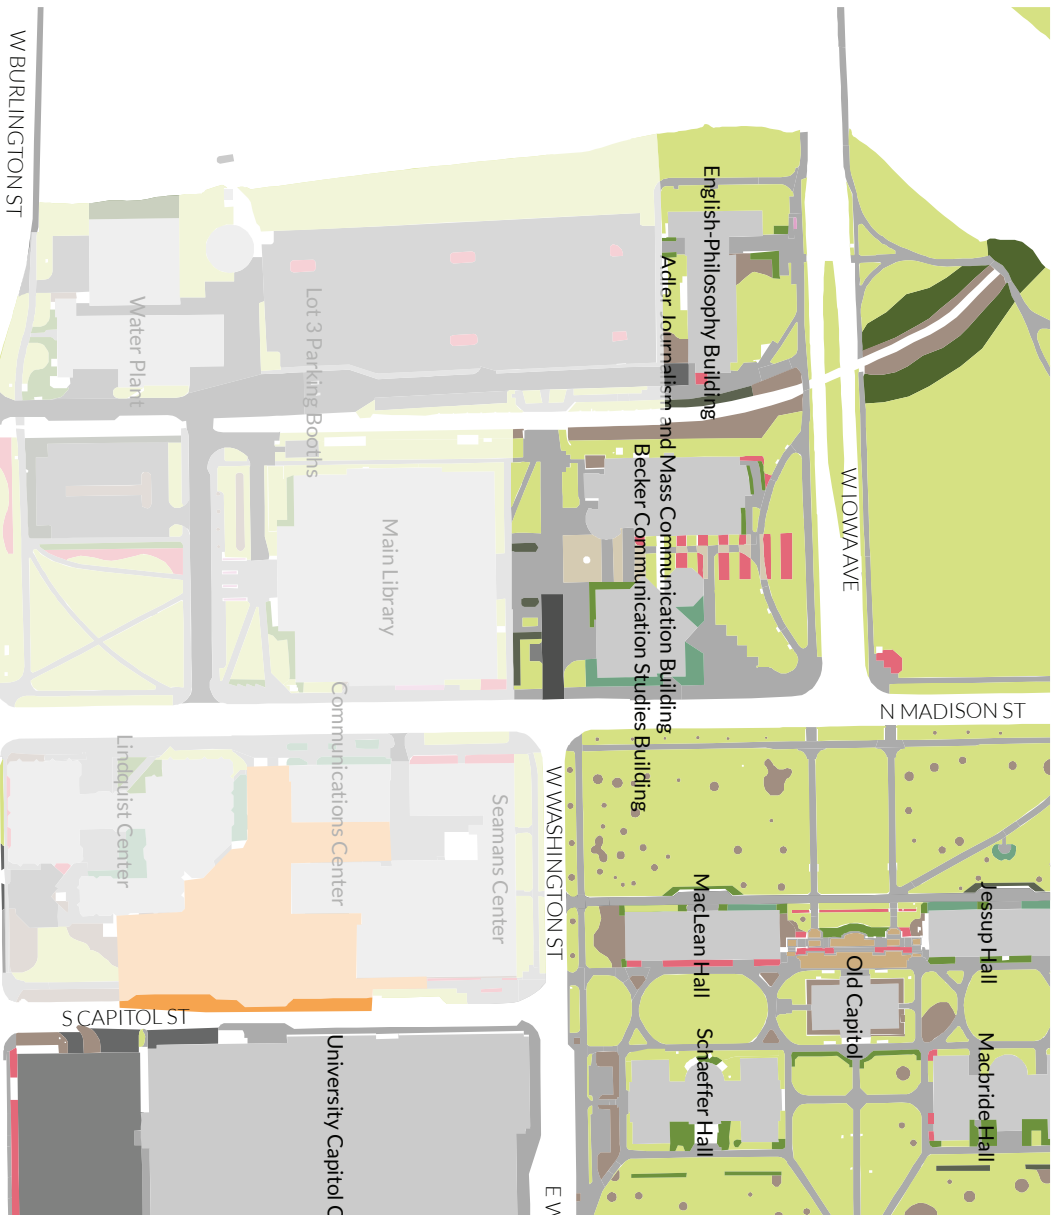 W BURLINGTON ST
English-Philosophy Building
Adler Journalism and Mass Communication Building
Water Plant
Lot 3 Parking Booths
Becker Communication Studies Building
W IOWA AVE
Main Library
N MADISON ST
Communications Center
Lindquist Center
W WASHINGTON ST
Seamans Center
MacLean Hall
Jessup Hall
Old Capitol
S CAPITOL ST
University Capitol C
Schaeffer Hall
Macbride Hall
E W